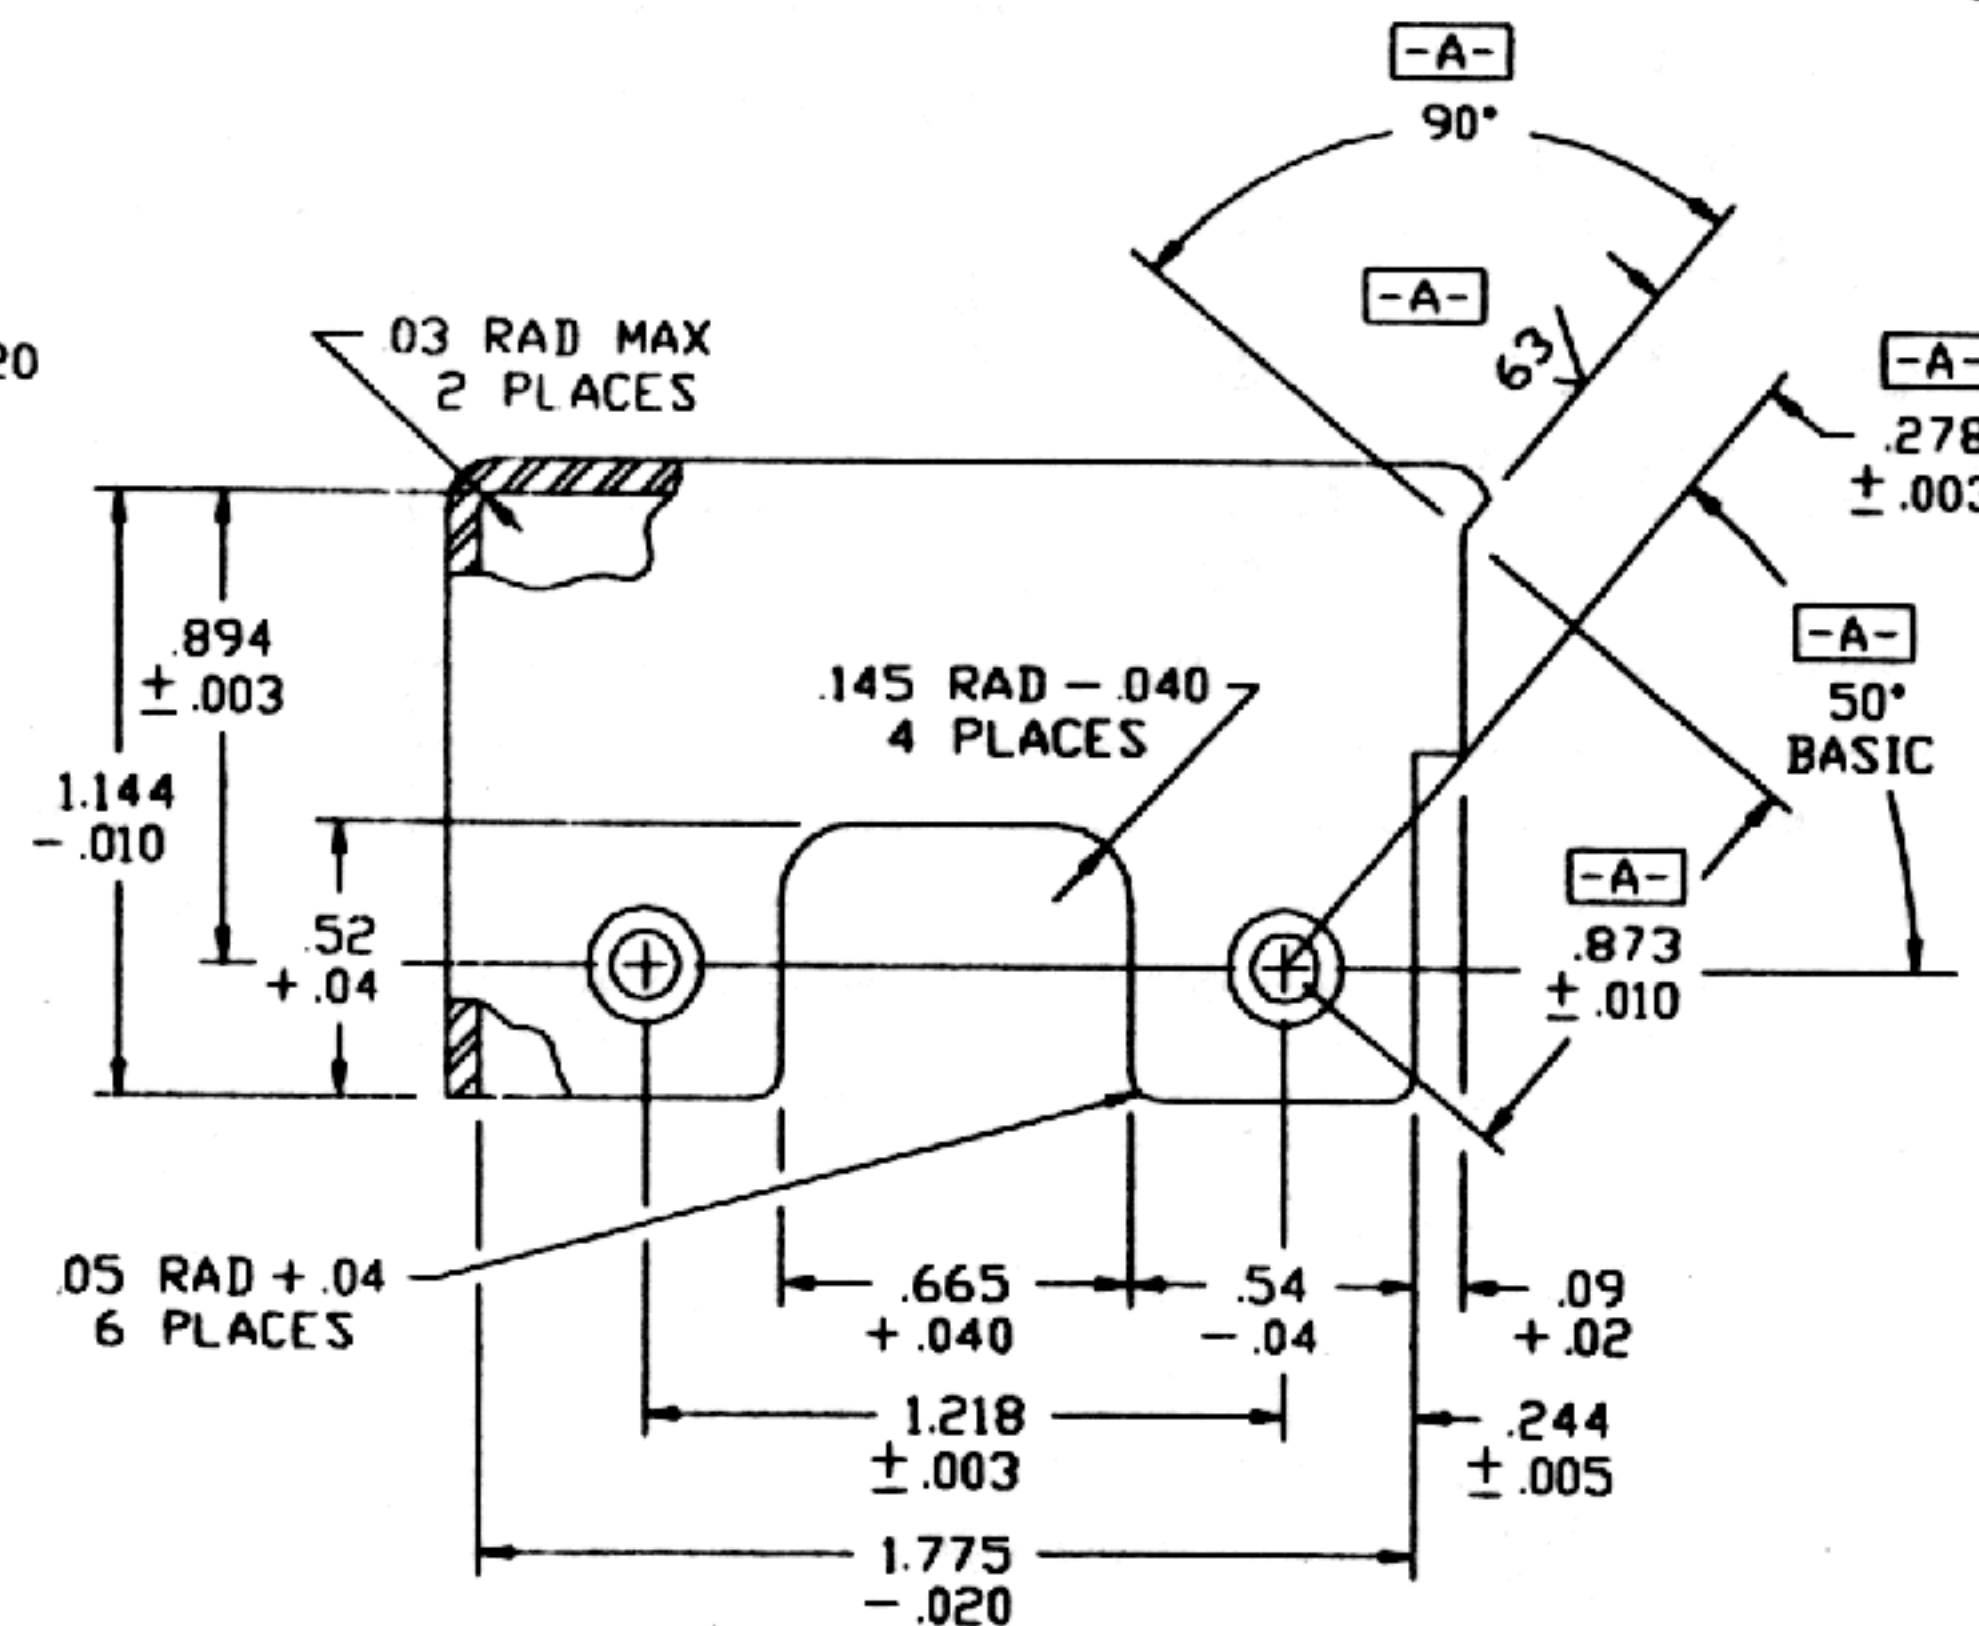 -A-
90°
-A-
63
.03 RAD MAX
2 PLACES
20
-A-
.278
± .003
.894
± .003
.145 RAD - .040
4 PLACES
-A-
50°
BASIC
1.144
- .010
-A-
.873
± .010
.52
+ .04
.05 RAD + .04
6 PLACES
.665
+ .040
.54
- .04
.09
+ .02
1.218
± .003
.244
± .005
1.775
- .020